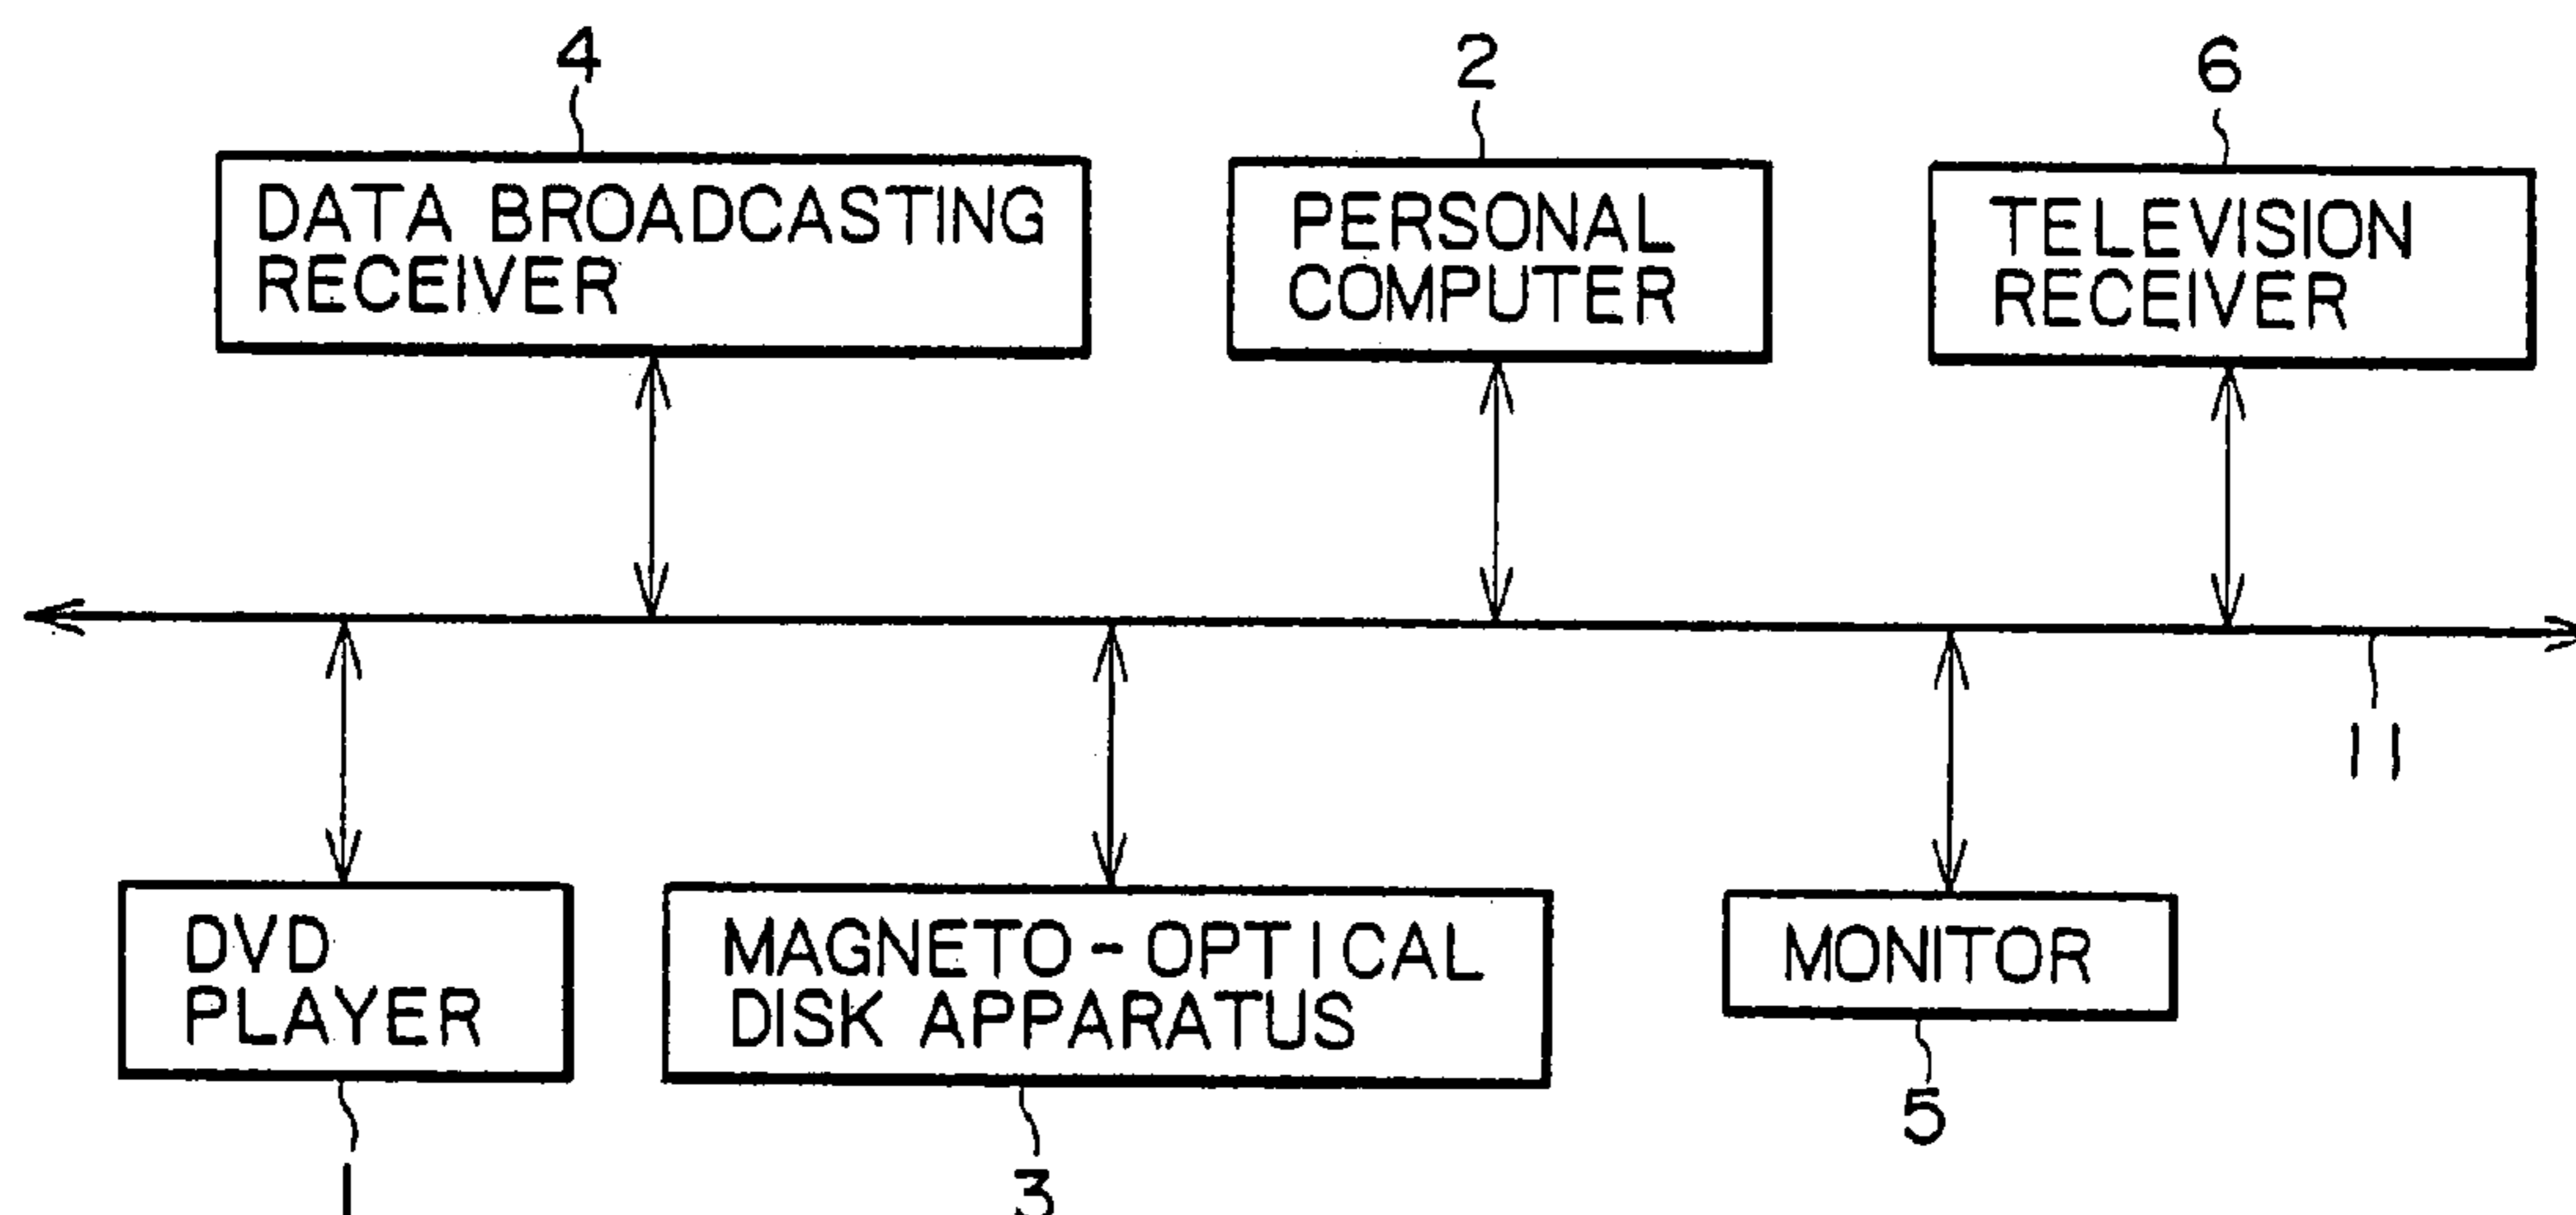 4
2
6
DATA BROADCASTING
RECEIVER
PERSONAL
COMPUTER
TELEVISION
RECEIVER
11
DVD
PLAYER
MAGNETO-OPTICAL
DISK APPARATUS
MONITOR
1
3
5